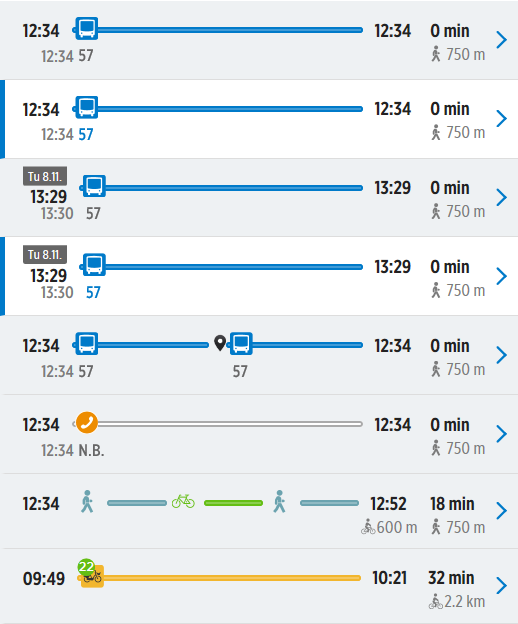 12:34 12:34 0 min
12:34 57 750 m
12:34 12:34 0 min
12:34 57 750 m
Tu 8.11.
13:29 13:29 0 min
13:30 57 750 m
Tu 8.11.
13:29 13:29 0 min
13:30 57 750 m
12:34 12:34 0 min
12:34 57 57 750 m
12:34 12:34 0 min
12:34 N.B. 750 m
12:34 12:52 18 min
600 m 750 m
22
09:49 10:21 32 min
2.2 km